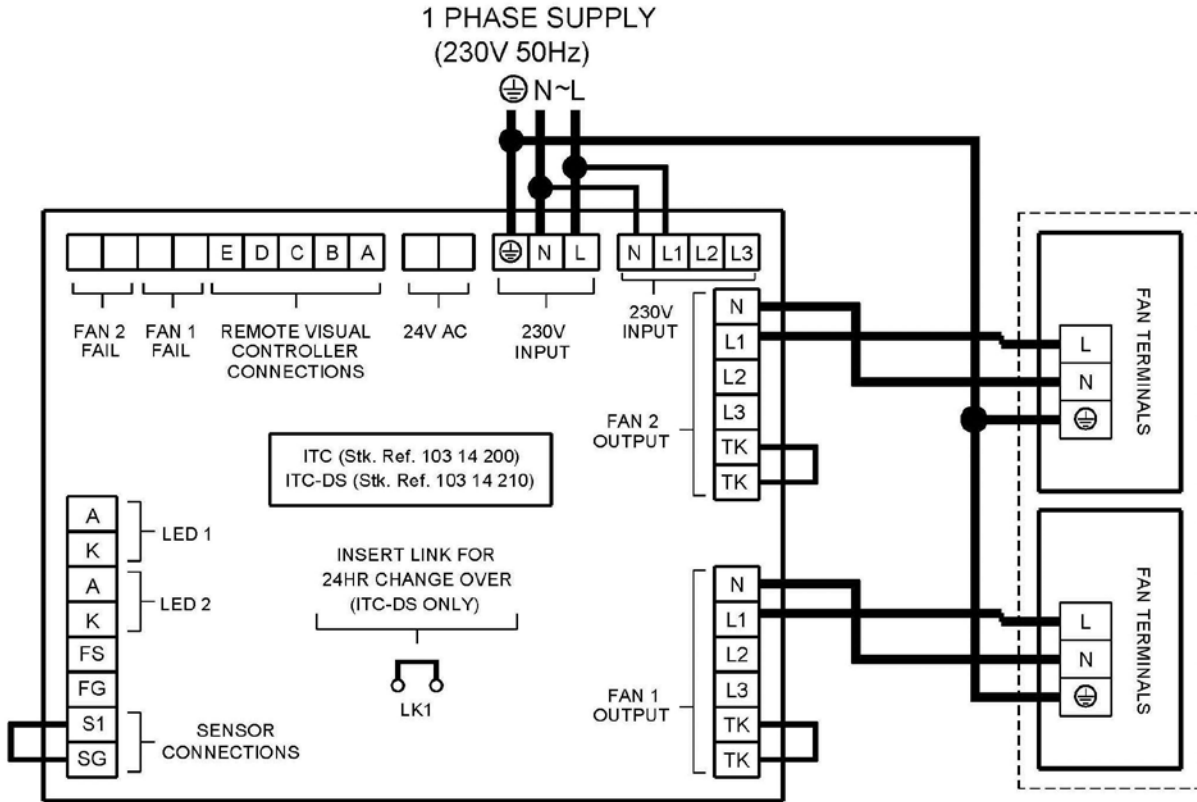 1 PHASE SUPPLY
(230V 50Hz)
N~L
E D C B A
N L
N L1 L2 L3
FAN 2
FAIL
FAN 1
FAIL
REMOTE VISUAL
CONTROLLER
CONNECTIONS
24V AC
230V
INPUT
230V
INPUT
N
L1
L2
L3
TK
TK
FAN 2
OUTPUT
L
N
FAN TERMINALS
ITC (Stk. Ref. 103 14 200)
ITC-DS (Stk. Ref. 103 14 210)
A
K
LED 1
A
K
LED 2
FS
FG
S1
SG
SENSOR
CONNECTIONS
INSERT LINK FOR
24HR CHANGE OVER
(ITC-DS ONLY)
LK1
N
L1
L2
L3
TK
TK
FAN 1
OUTPUT
L
N
FAN TERMINALS